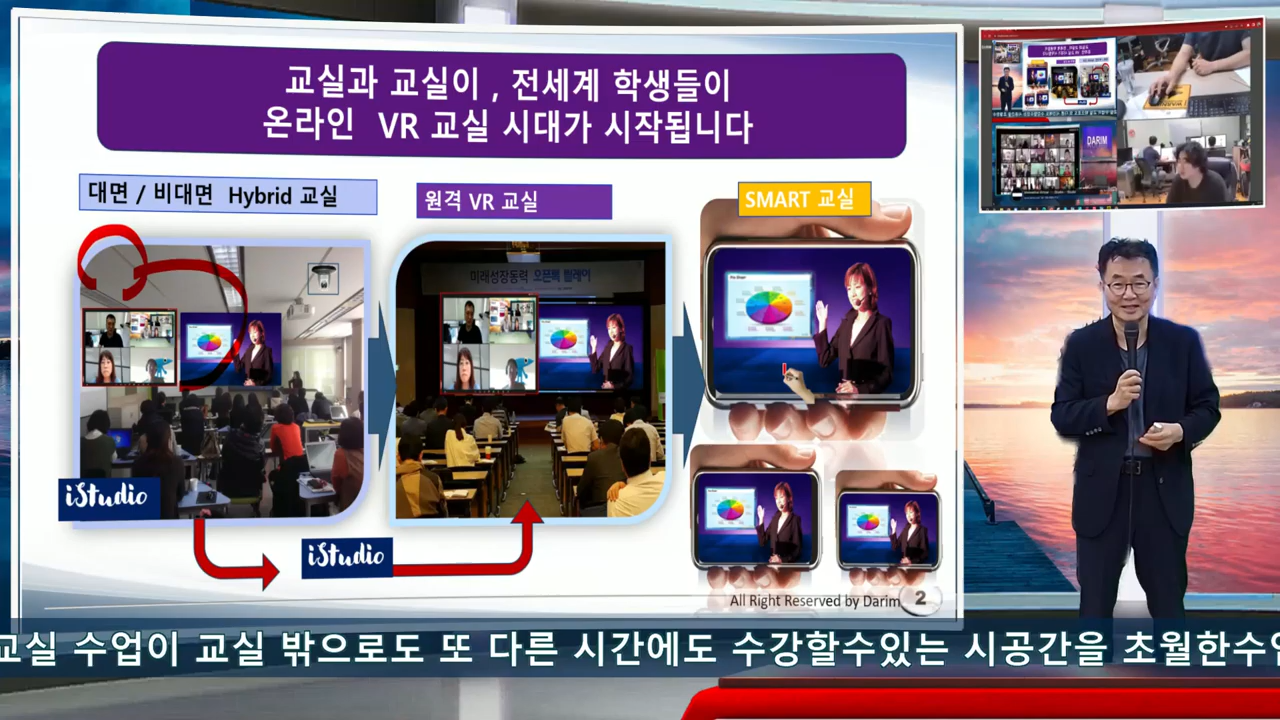 교실과 교실이 , 전세계 학생들이
온라인 VR 교실 시대가 시작됩니다
대면 / 비대면 Hybrid 교실
원격 VR 교실
SMART 교실
미래성장동력 오픈톡 릴레이
iStudio
iStudio
All Right Reserved by Darim
2
DARIM
교실 수업이 교실 밖으로도 또 다른 시간에도 수강할수있는 시공간을 초월한수업